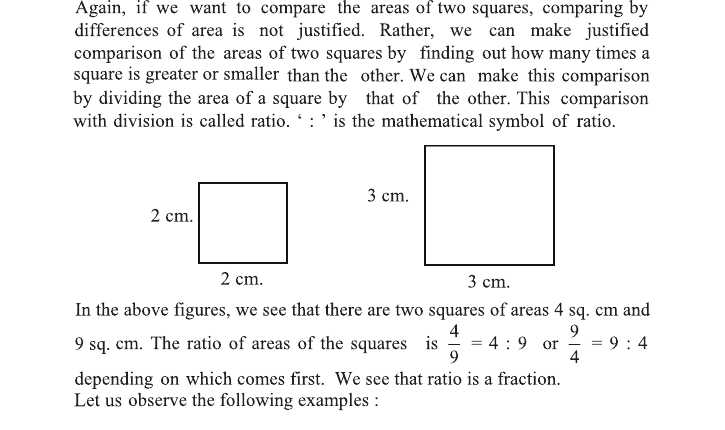 Again, if we want to compare the areas of two squares, comparing by
differences of area is not justified. Rather, we can make justified
comparison of the areas of two squares by finding out how many times a
square is greater or smaller than the other. We can make this comparison
by dividing the area of a square by that of the other. This comparison
with division is called ratio. ‘ : ’ is the mathematical symbol of ratio.
3 cm.
2 cm.
2 cm.
3 cm.
In the above figures, we see that there are two squares of areas 4 sq. cm and
9 sq. cm. The ratio of areas of the squares is 4/9 = 4 : 9 or 9/4 = 9 : 4
depending on which comes first. We see that ratio is a fraction.
Let us observe the following examples :